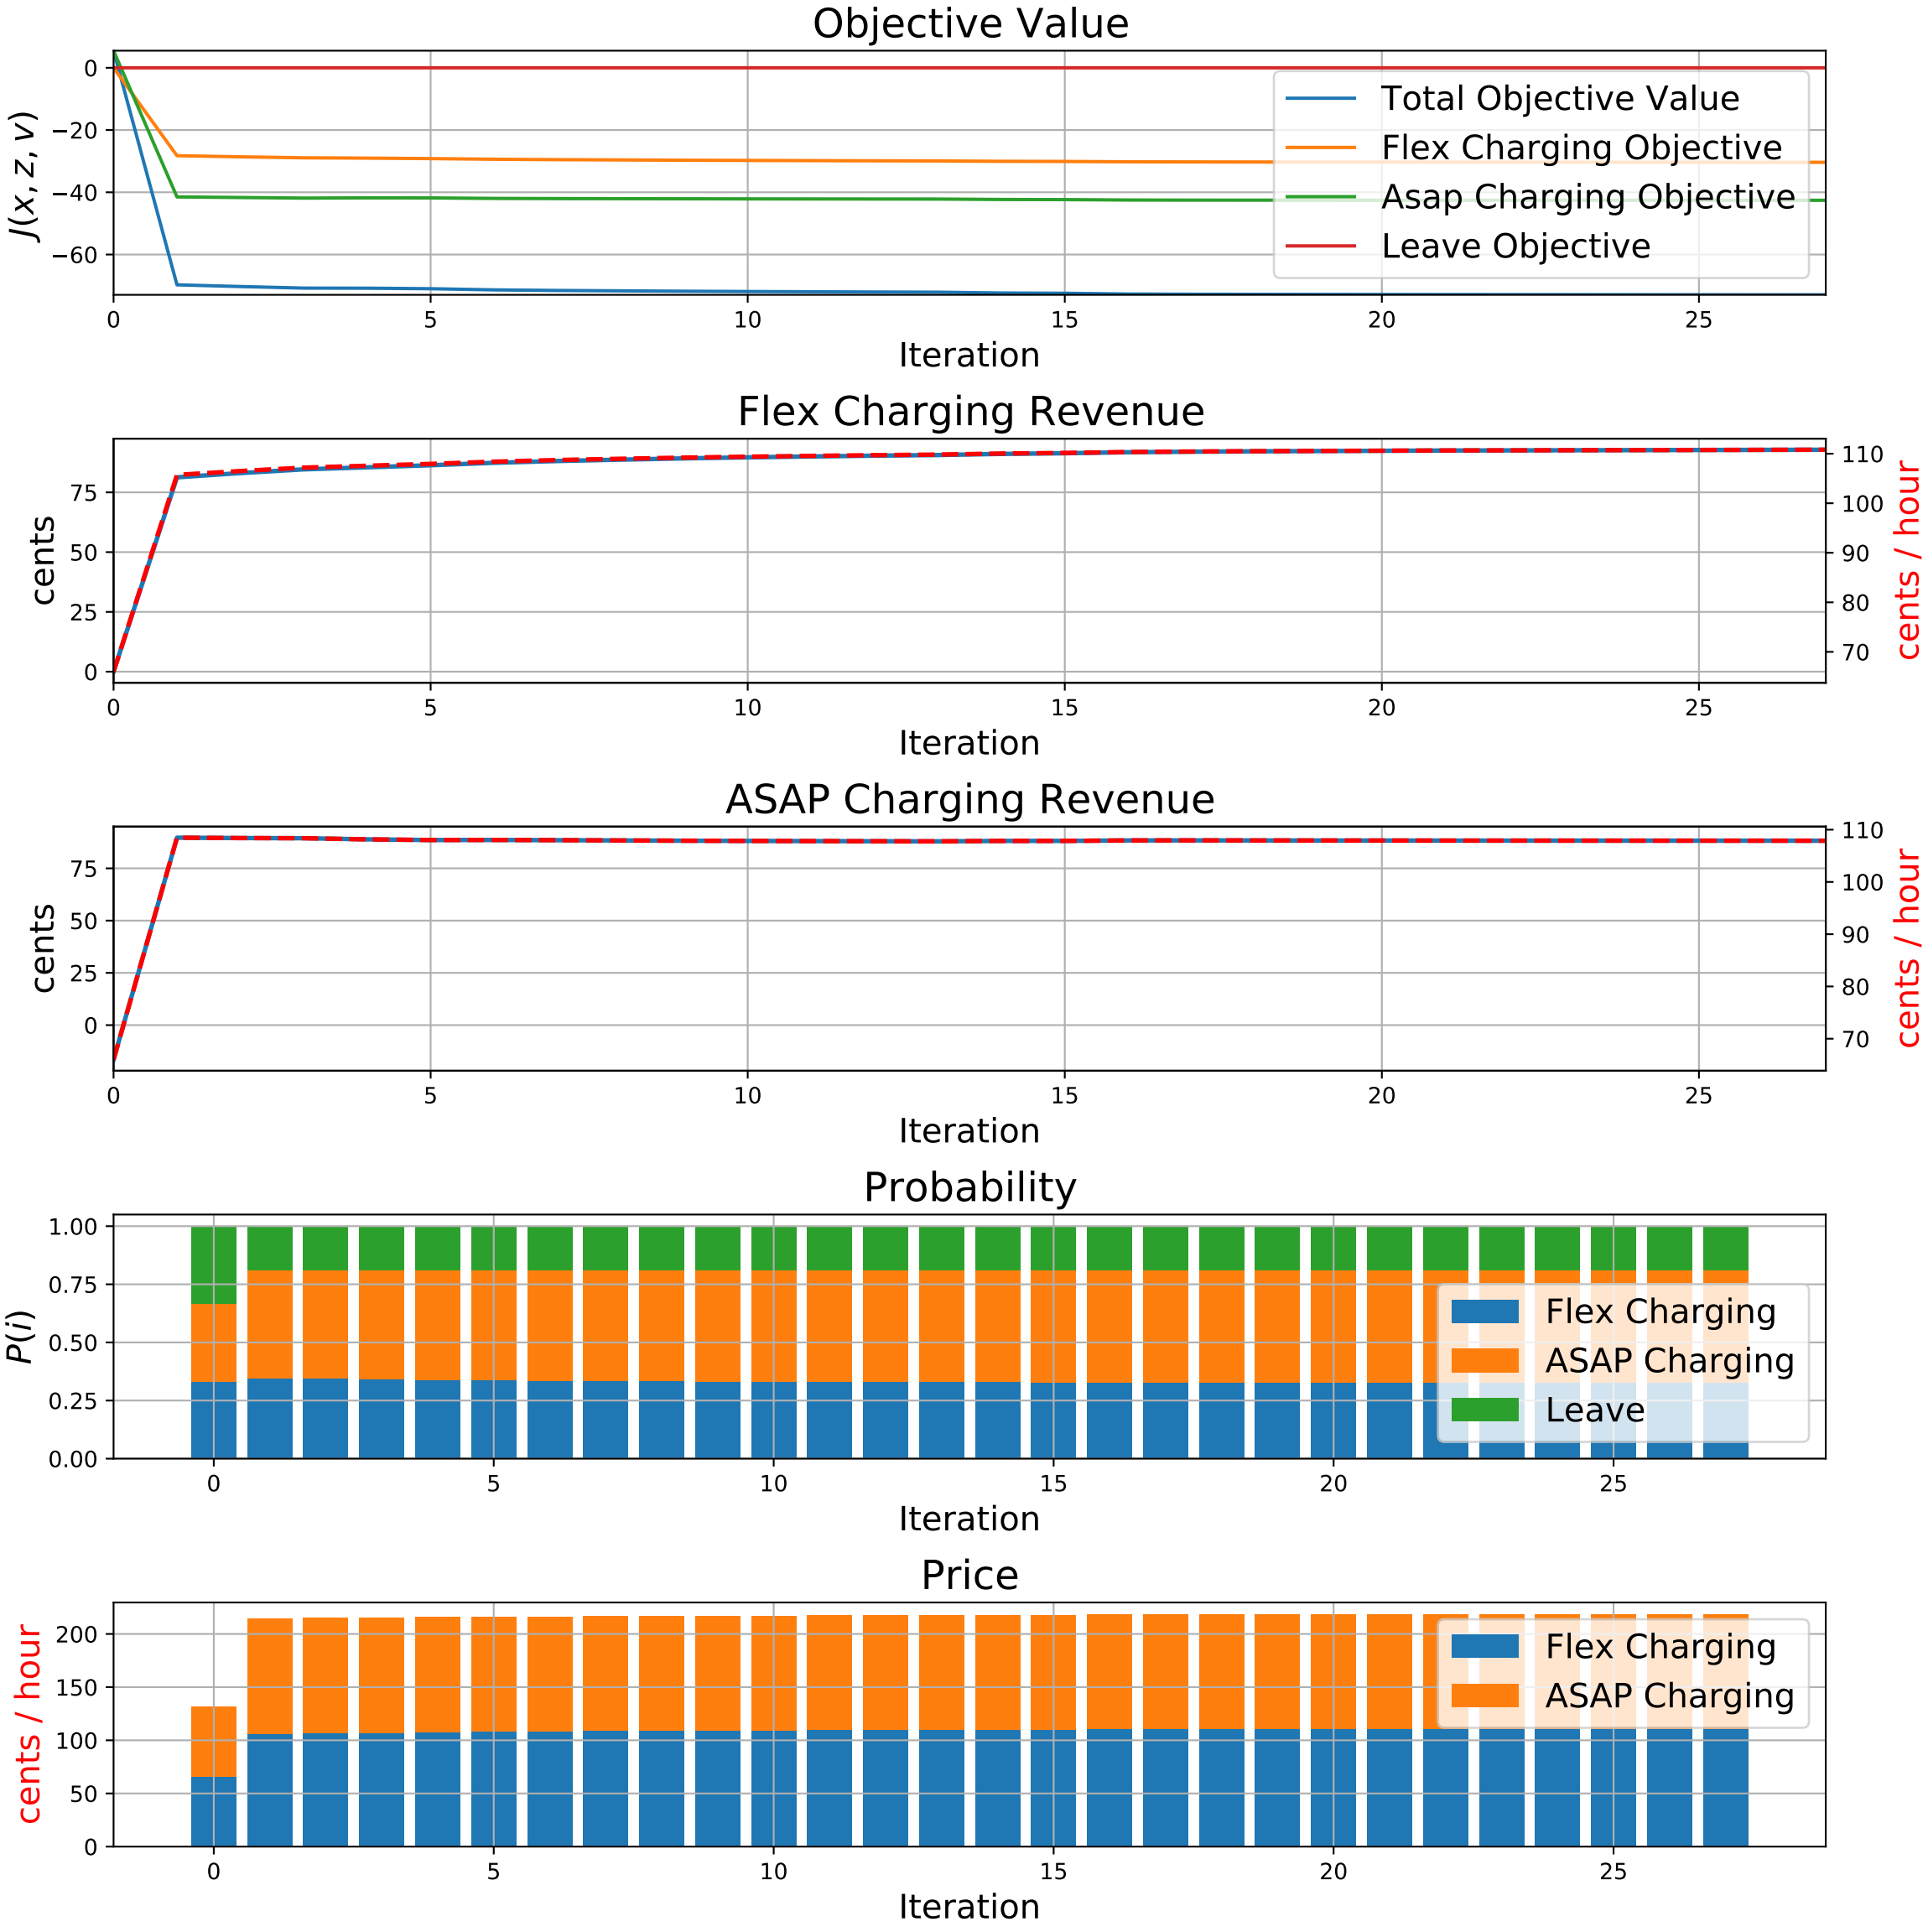 Objective Value
0
−20
−40
−60
J(x, z, v)
Total Objective Value
Flex Charging Objective
Asap Charging Objective
Leave Objective
0 5 10 15 20 25
Iteration
Flex Charging Revenue
75
50
25
0
cents
110
100
90
80
70
cents / hour
0 5 10 15 20 25
Iteration
ASAP Charging Revenue
75
50
25
0
cents
110
100
90
80
70
cents / hour
0 5 10 15 20 25
Iteration
Probability
1.00
0.75
0.50
0.25
0.00
P(i)
Flex Charging
ASAP Charging
Leave
0 5 10 15 20 25
Iteration
Price
200
150
100
50
0
cents / hour
Flex Charging
ASAP Charging
0 5 10 15 20 25
Iteration